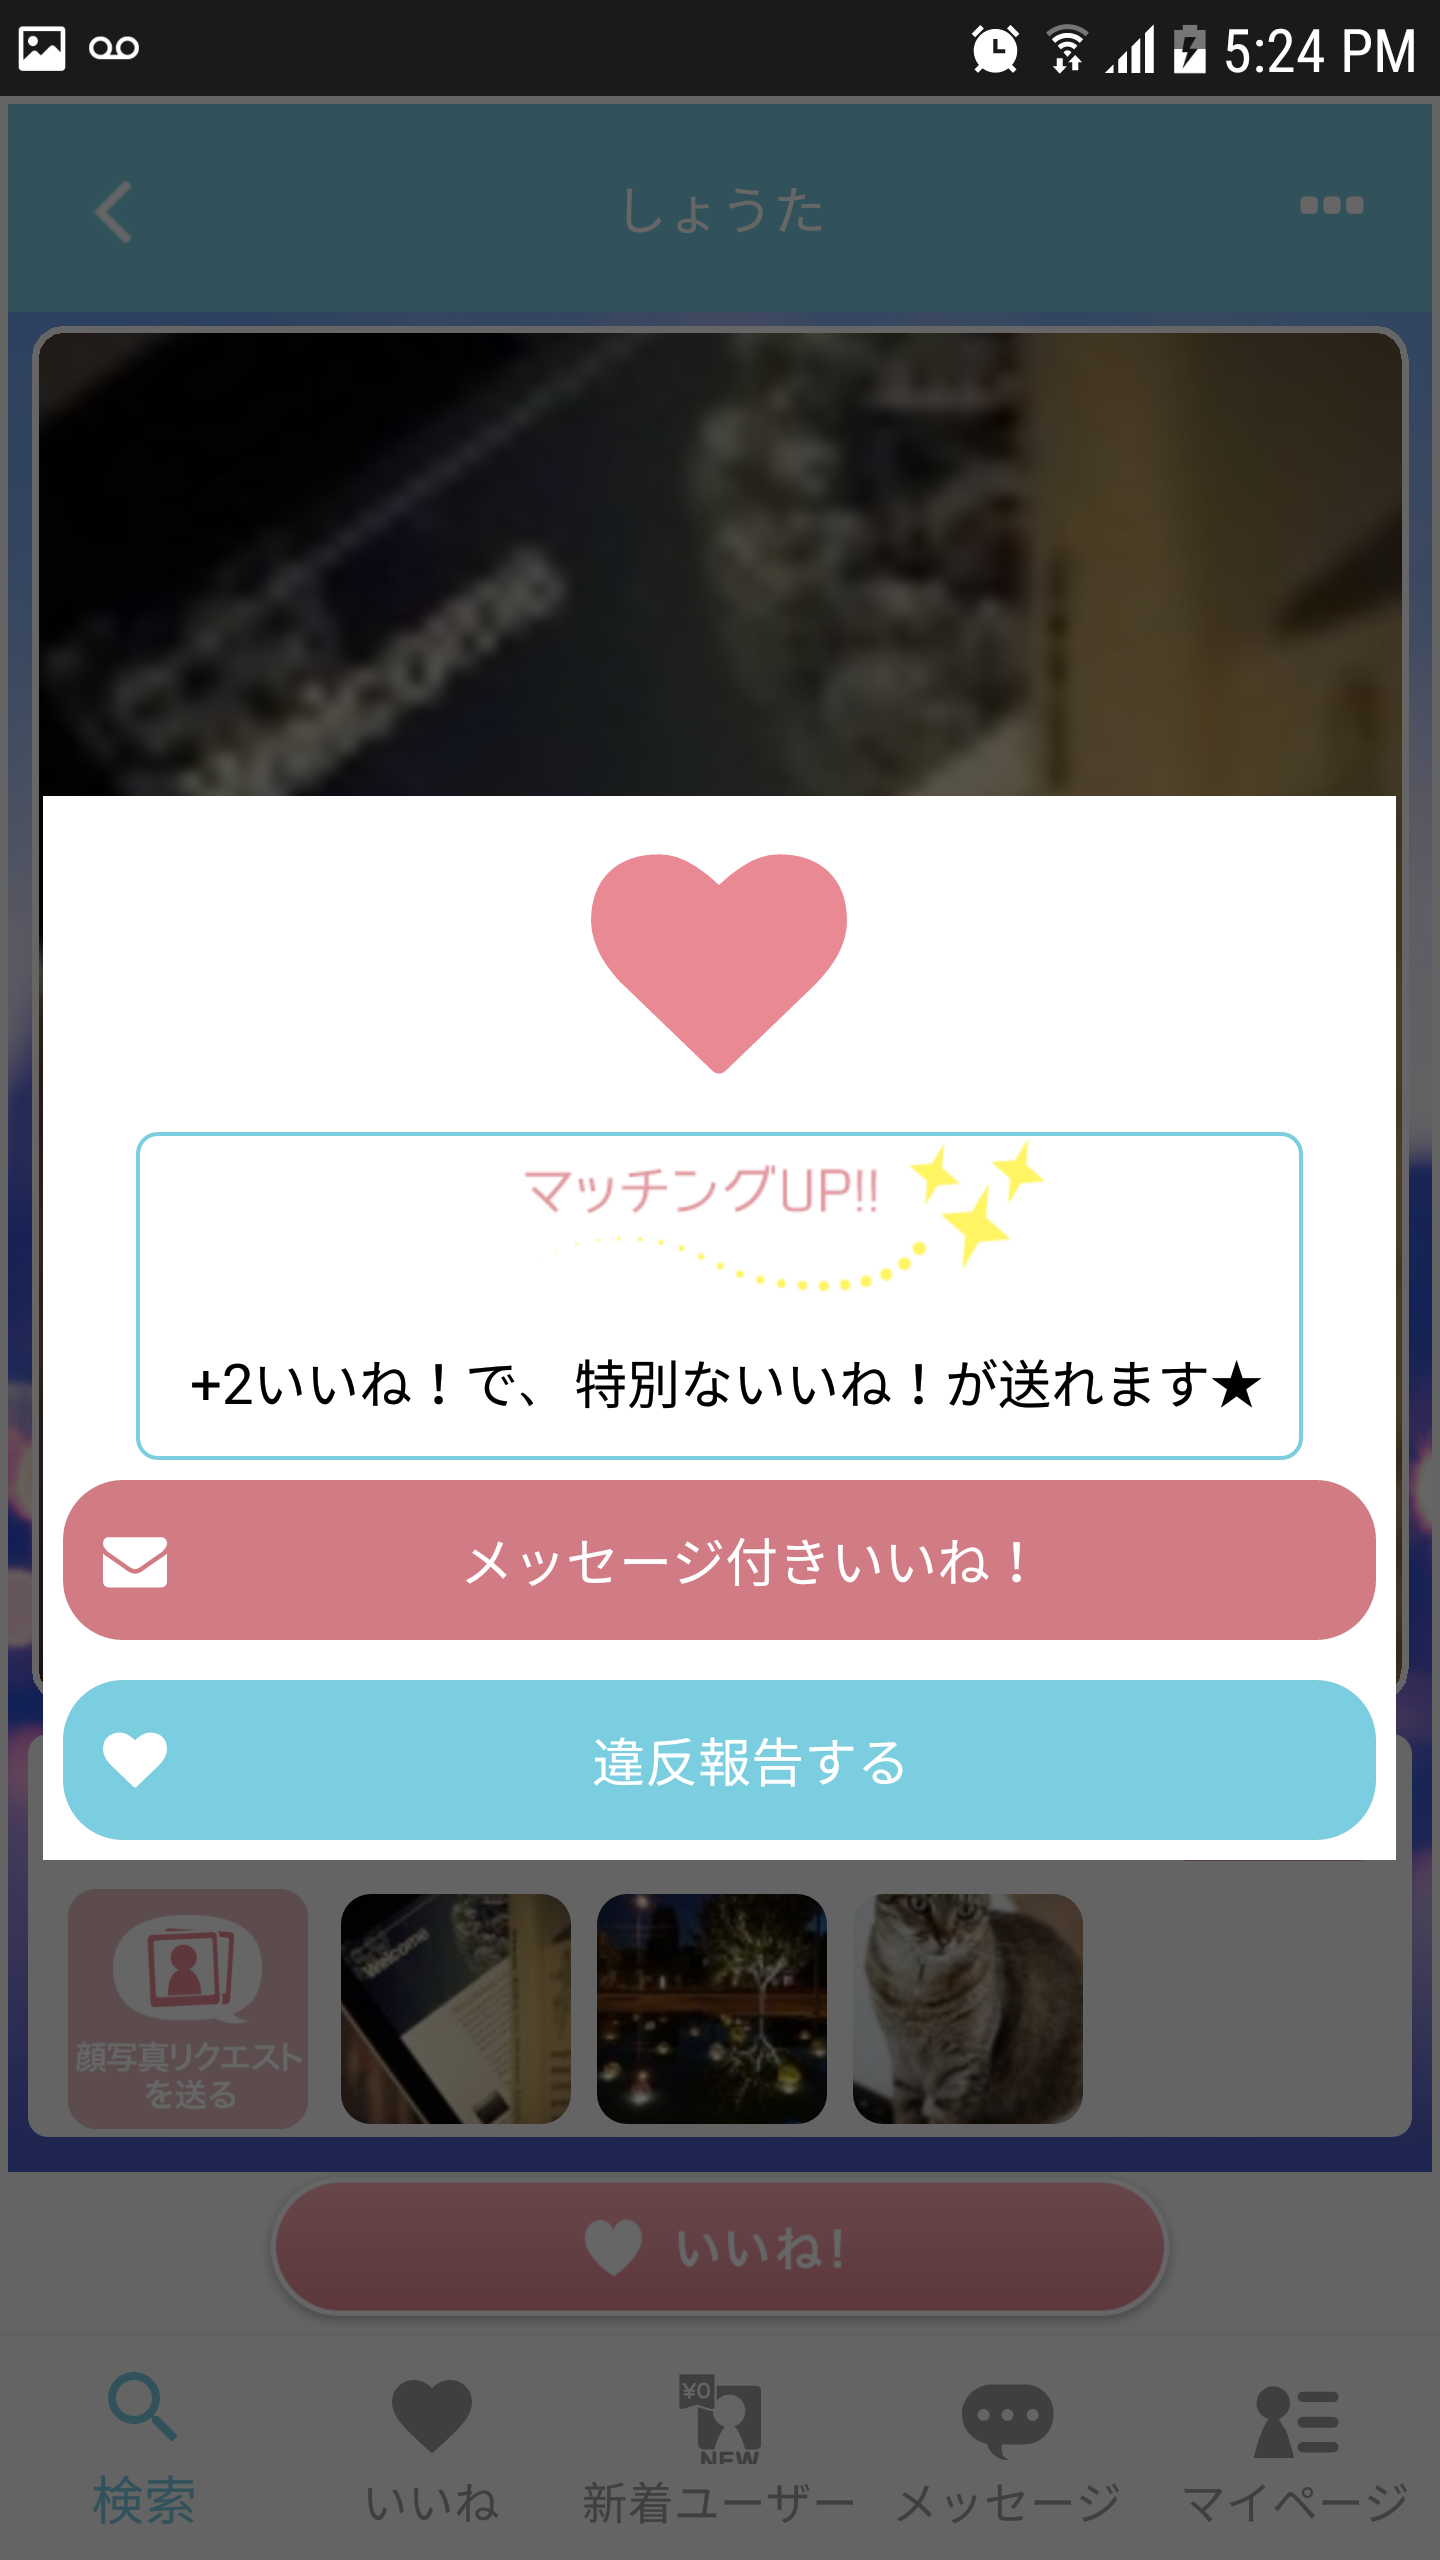 5:24 PM
しょうた
Welcome
マッチングUP!!
+2いいね！で、特別ないいね！が送れます★
メッセージ付きいいね！
違反報告する
Welcome
顔写真リクエスト
を送る
いいね!
¥0
NEW
検索
いいね
新着ユーザー
メッセージ
マイページ